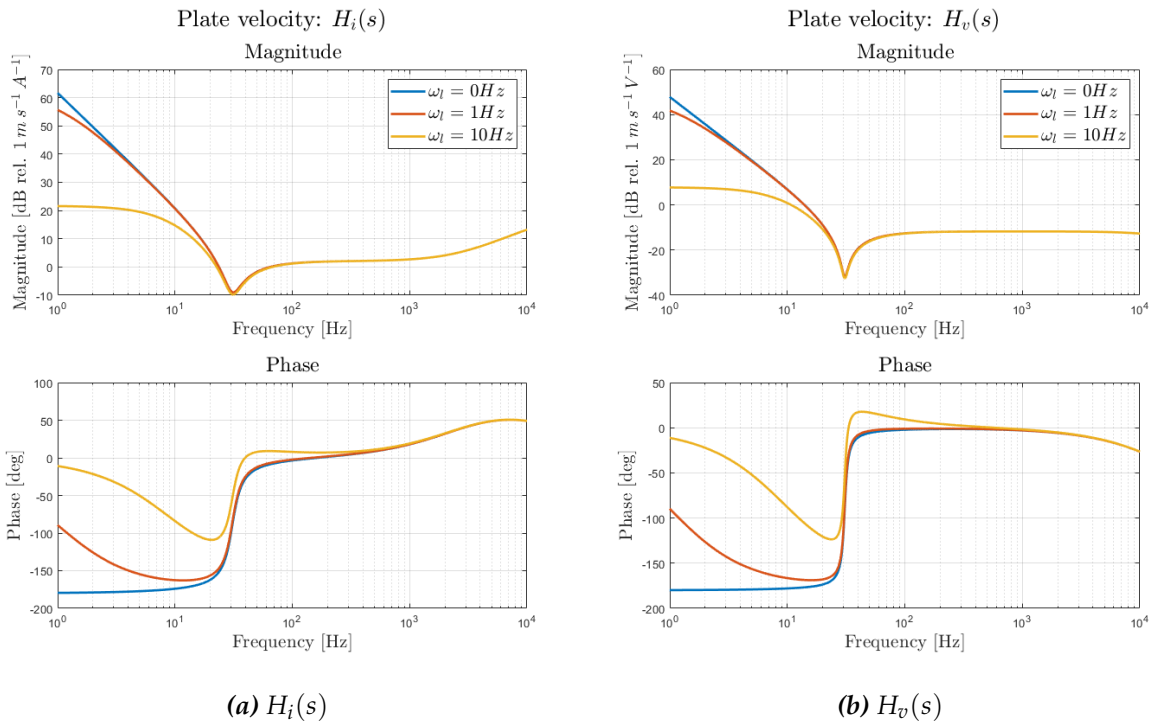 Plate velocity: H_i(s)
Magnitude
Magnitude [dB rel. 1 m s^{-1} A^{-1}]
70
60
50
40
30
20
10
0
-10
ω_l = 0Hz
ω_l = 1Hz
ω_l = 10Hz
10^0
10^1
10^2
10^3
10^4
Frequency [Hz]
Phase
Phase [deg]
100
50
0
-50
-100
-150
-200
10^0
10^1
10^2
10^3
10^4
Frequency [Hz]
(a) H_i(s)
Plate velocity: H_v(s)
Magnitude
Magnitude [dB rel. 1 m s^{-1} V^{-1}]
60
40
20
0
-20
-40
ω_l = 0Hz
ω_l = 1Hz
ω_l = 10Hz
10^0
10^1
10^2
10^3
10^4
Frequency [Hz]
Phase
Phase [deg]
50
0
-50
-100
-150
-200
10^0
10^1
10^2
10^3
10^4
Frequency [Hz]
(b) H_v(s)